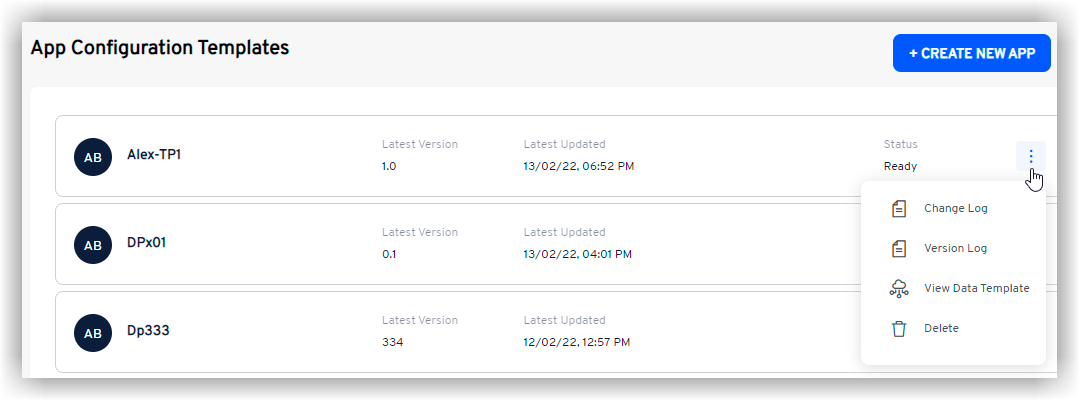 App Configuration Templates
+ CREATE NEW APP
AB
Alex-TP1
Latest Version
1.0
Latest Updated
13/02/22, 06:52 PM
Status
Ready
AB
DPx01
Latest Version
0.1
Latest Updated
13/02/22, 04:01 PM
AB
Dp333
Latest Version
334
Latest Updated
12/02/22, 12:57 PM
Change Log
Version Log
View Data Template
Delete